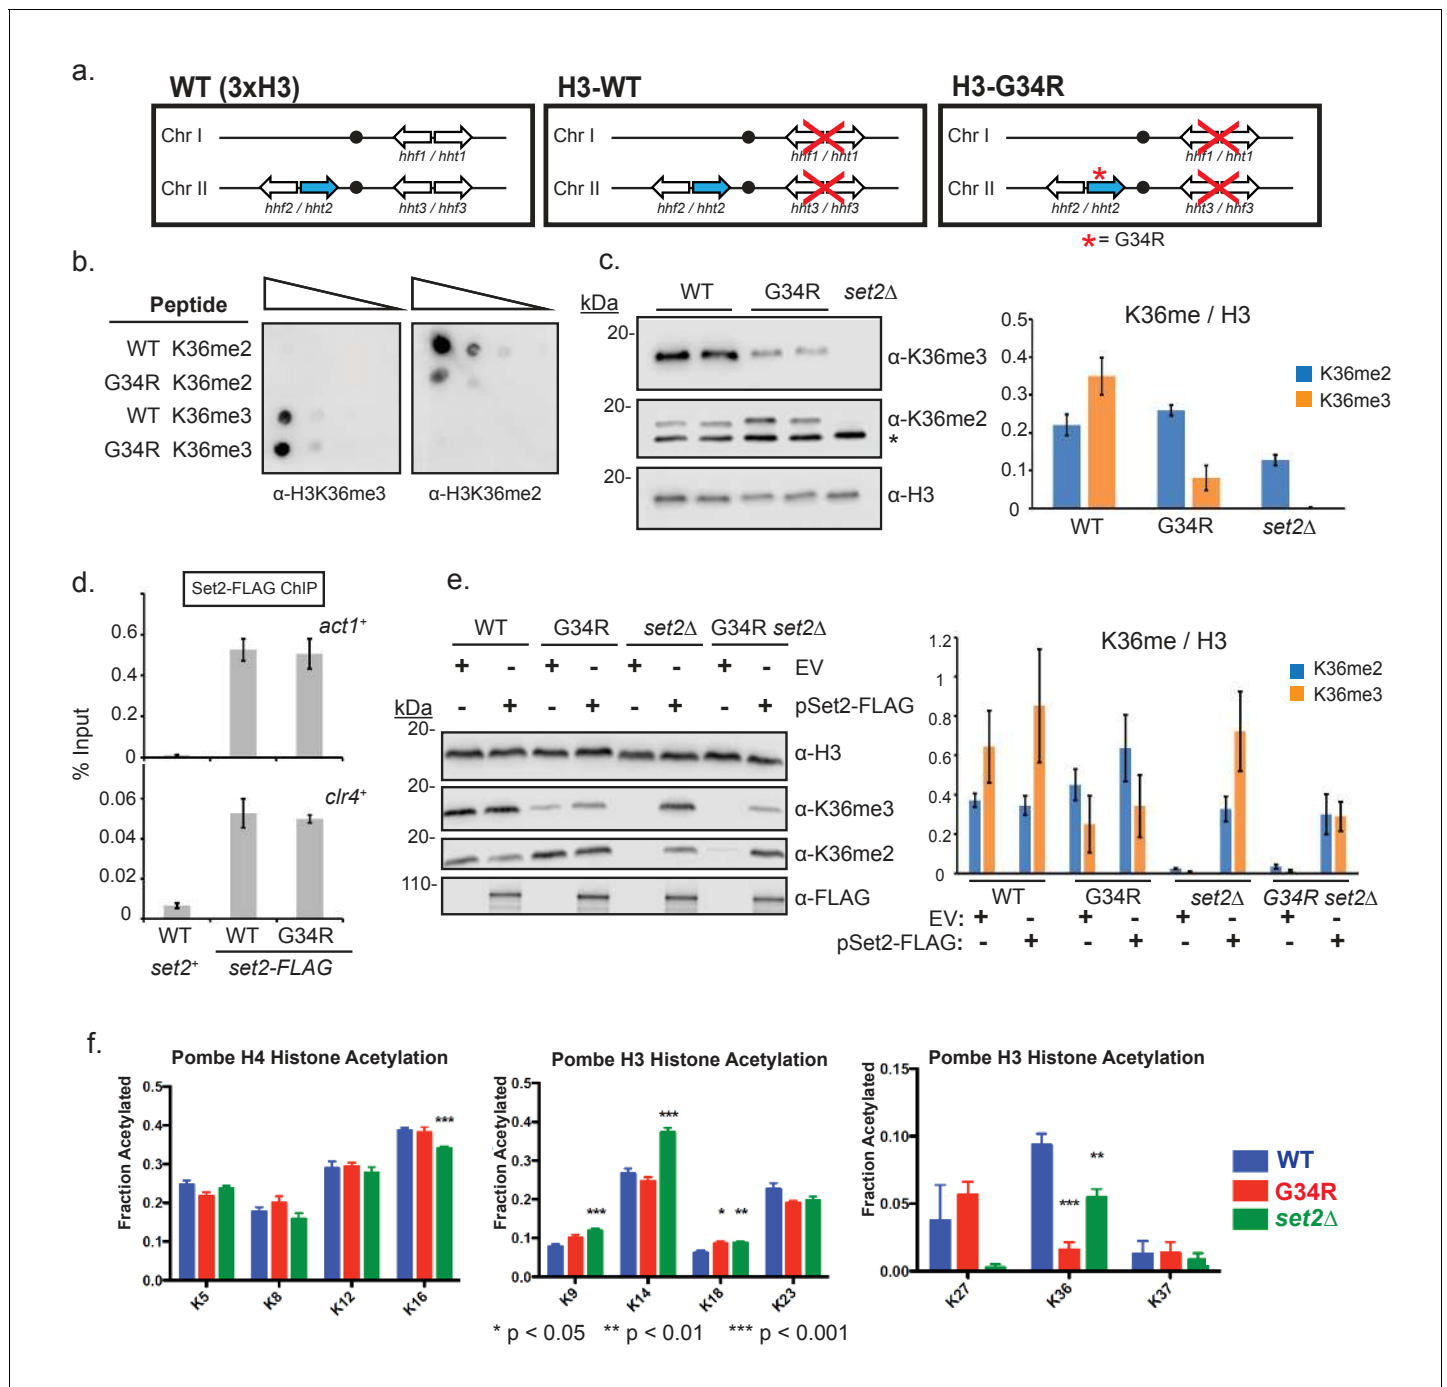 a.
WT (3xH3)
H3-WT
H3-G34R
Chr I
hhf1 / hht1
Chr II
hhf2 / hht2
hht3 / hhf3
Chr I
hhf1 / hht1
Chr II
hhf2 / hht2
hht3 / hhf3
Chr I
hhf1 / hht1
Chr II
*
hhf2 / hht2
hht3 / hhf3
* = G34R
b.
Peptide
WT K36me2
G34R K36me2
WT K36me3
G34R K36me3
α-H3K36me3
α-H3K36me2
c.
kDa
WT G34R set2Δ
20-
α-K36me3
20-
α-K36me2
*
20-
α-H3
K36me / H3
0.5
0.4
0.3
0.2
0.1
0
K36me2
K36me3
WT G34R set2Δ
d.
Set2-FLAG ChIP
act1+
0.6
0.4
0.2
0
% Input
clr4+
0.06
0.04
0.02
0
WT WT G34R
set2+ set2-FLAG
e.
WT G34R set2Δ G34R set2Δ
+ - + - + - + - EV
- + - + - + - + pSet2-FLAG
kDa
20-
α-H3
20-
α-K36me3
20-
α-K36me2
110-
α-FLAG
K36me / H3
1.2
1
0.8
0.6
0.4
0.2
0
K36me2
K36me3
WT G34R set2Δ G34R set2Δ
EV: + - + - + - + -
pSet2-FLAG: - + - + - + - +
f.
Pombe H4 Histone Acetylation
Fraction Acetylated
0.5
0.4
0.3
0.2
0.1
0.0
***
K5 K8 K12 K16
Pombe H3 Histone Acetylation
Fraction Acetylated
0.5
0.4
0.3
0.2
0.1
0.0
*** *** * **
K9 K14 K18 K23
Pombe H3 Histone Acetylation
Fraction Acetylated
0.15
0.10
0.05
0.00
*** **
K27 K36 K37
WT
G34R
set2Δ
* p < 0.05 ** p < 0.01 *** p < 0.001